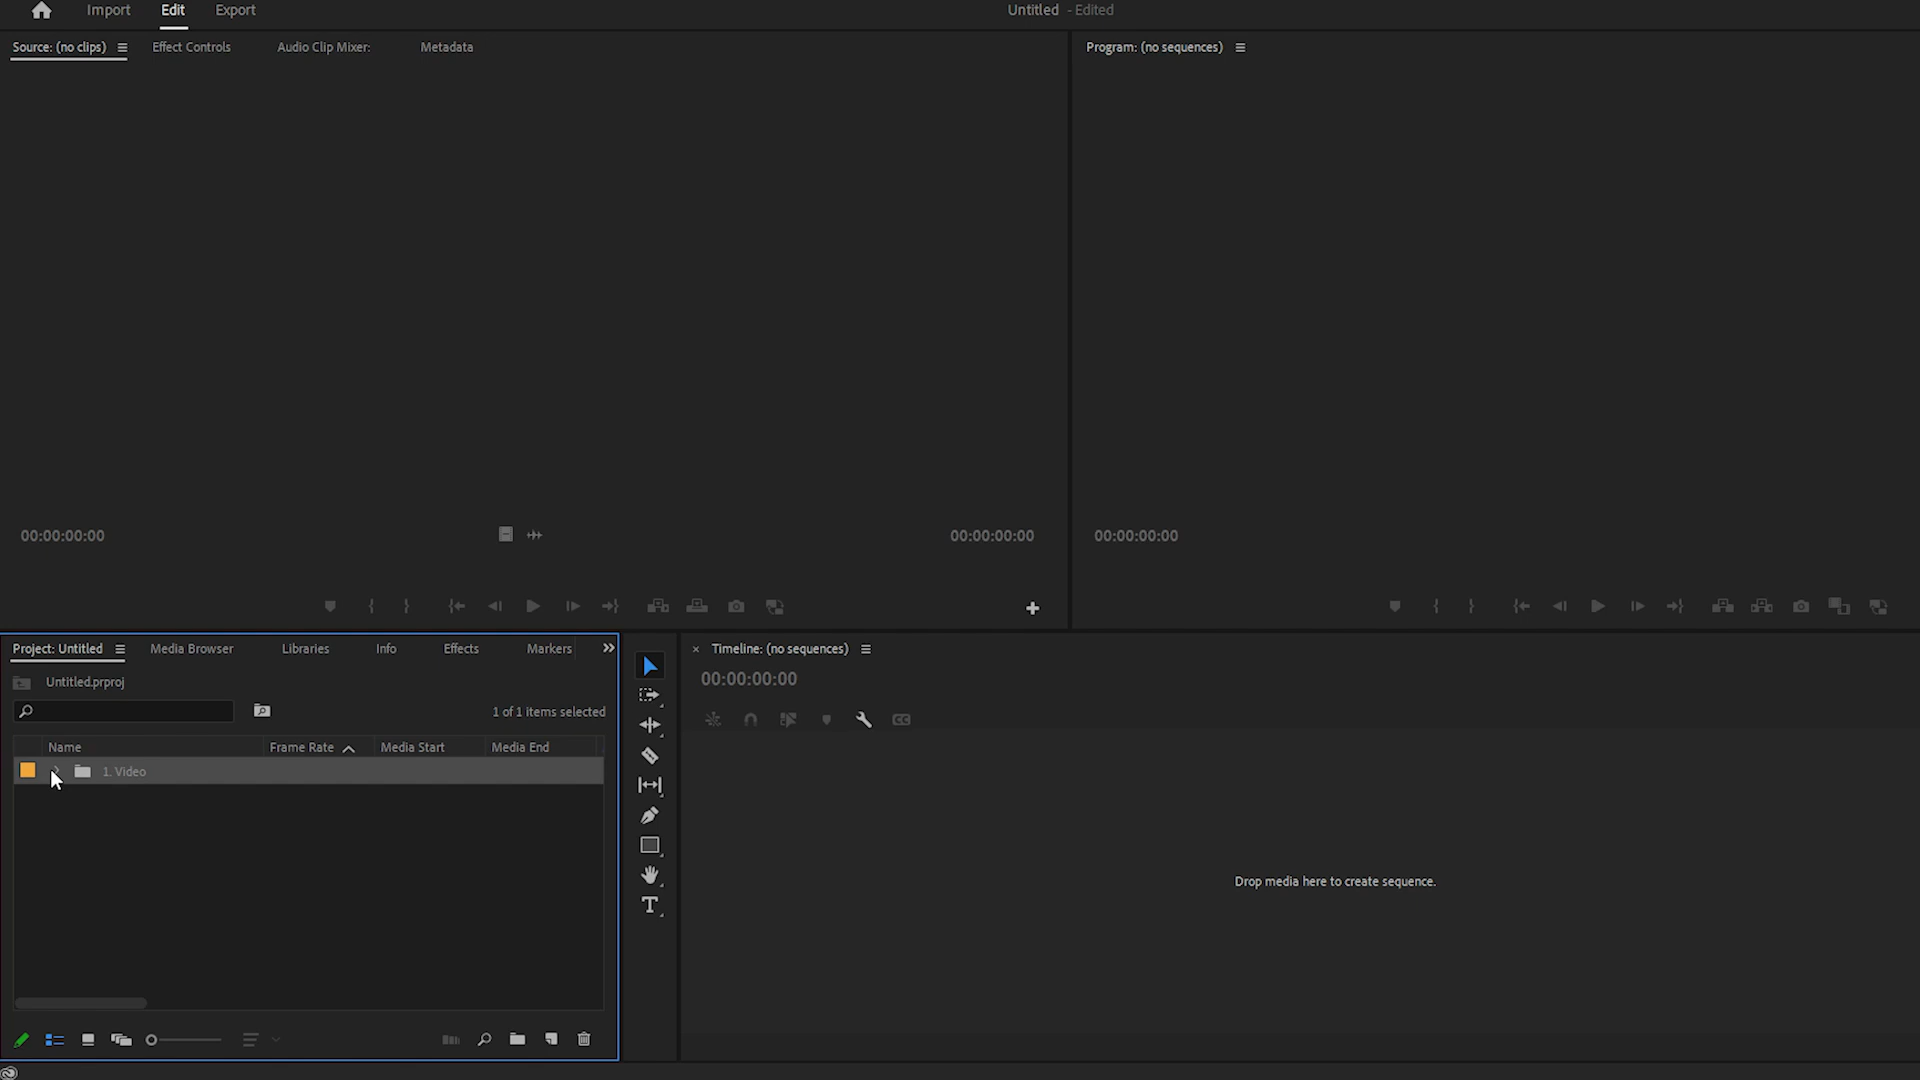 Import Edit Export Untitled - Edited
Source: (no clips) Effect Controls Audio Clip Mixer: Metadata
Program: (no sequences)
00:00:00:00 00:00:00:00
00:00:00:00
Project: Untitled Media Browser Libraries Info Effects Markers
Untitled.prproj
1 of 1 items selected
Name Frame Rate Media Start Media End
1. Video
T
Timeline: (no sequences)
00:00:00:00
CC
Drop media here to create sequence.